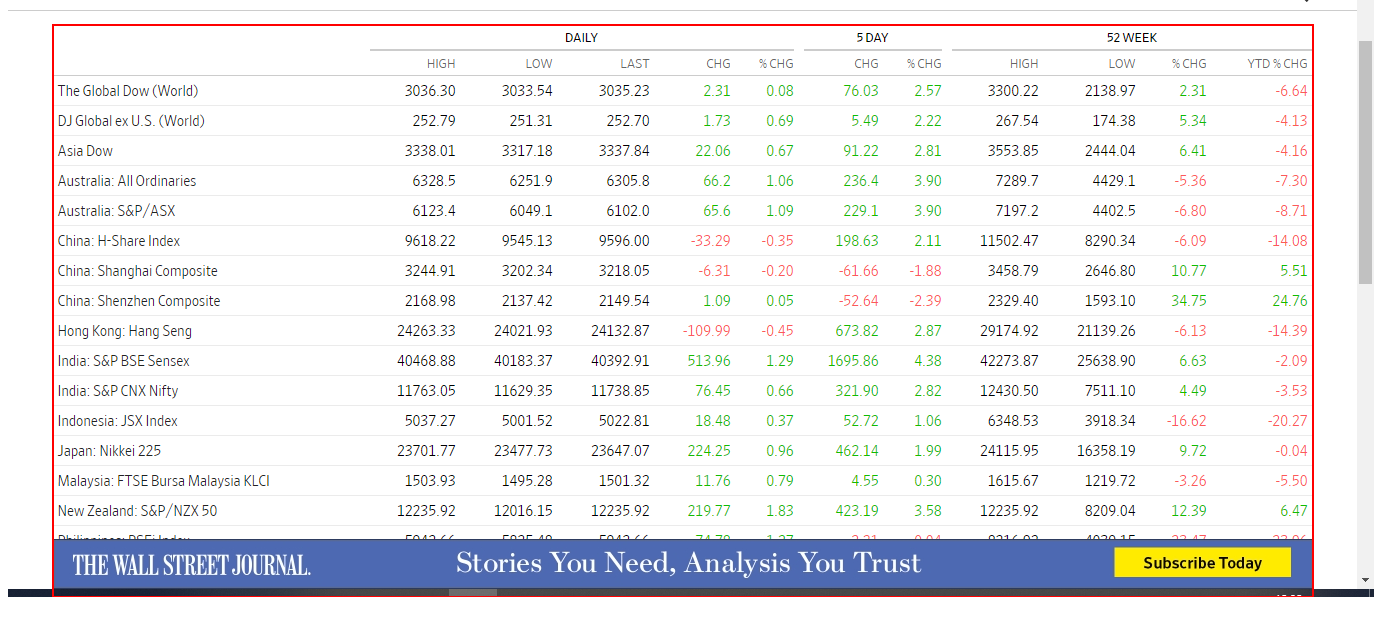 DAILY 5 DAY 52 WEEK
HIGH LOW LAST CHG % CHG CHG % CHG HIGH LOW % CHG YTD % CHG
The Global Dow (World) 3036.30 3033.54 3035.23 2.31 0.08 76.03 2.57 3300.22 2138.97 2.31 -6.64
DJ Global ex U.S. (World) 252.79 251.31 252.70 1.73 0.69 5.49 2.22 267.54 174.38 5.34 -4.13
Asia Dow 3338.01 3317.18 3337.84 22.06 0.67 91.22 2.81 3553.85 2444.04 6.41 -4.16
Australia: All Ordinaries 6328.5 6251.9 6305.8 66.2 1.06 236.4 3.90 7289.7 4429.1 -5.36 -7.30
Australia: S&P/ASX 6123.4 6049.1 6102.0 65.6 1.09 229.1 3.90 7197.2 4402.5 -6.80 -8.71
China: H-Share Index 9618.22 9545.13 9596.00 -33.29 -0.35 198.63 2.11 11502.47 8290.34 -6.09 -14.08
China: Shanghai Composite 3244.91 3202.34 3218.05 -6.31 -0.20 -61.66 -1.88 3458.79 2646.80 10.77 5.51
China: Shenzhen Composite 2168.98 2137.42 2149.54 1.09 0.05 -52.64 -2.39 2329.40 1593.10 34.75 24.76
Hong Kong: Hang Seng 24263.33 24021.93 24132.87 -109.99 -0.45 673.82 2.87 29174.92 21139.26 -6.13 -14.39
India: S&P BSE Sensex 40468.88 40183.37 40392.91 513.96 1.29 1695.86 4.38 42273.87 25638.90 6.63 -2.09
India: S&P CNX Nifty 11763.05 11629.35 11738.85 76.45 0.66 321.90 2.82 12430.50 7511.10 4.49 -3.53
Indonesia: JSX Index 5037.27 5001.52 5022.81 18.48 0.37 52.72 1.06 6348.53 3918.34 -16.62 -20.27
Japan: Nikkei 225 23701.77 23477.73 23647.07 224.25 0.96 462.14 1.99 24115.95 16358.19 9.72 -0.04
Malaysia: FTSE Bursa Malaysia KLCI 1503.93 1495.28 1501.32 11.76 0.79 4.55 0.30 1615.67 1219.72 -3.26 -5.50
New Zealand: S&P/NZX 50 12235.92 12016.15 12235.92 219.77 1.83 423.19 3.58 12235.92 8209.04 12.39 6.47
THE WALL STREET JOURNAL. Stories You Need, Analysis You Trust Subscribe Today